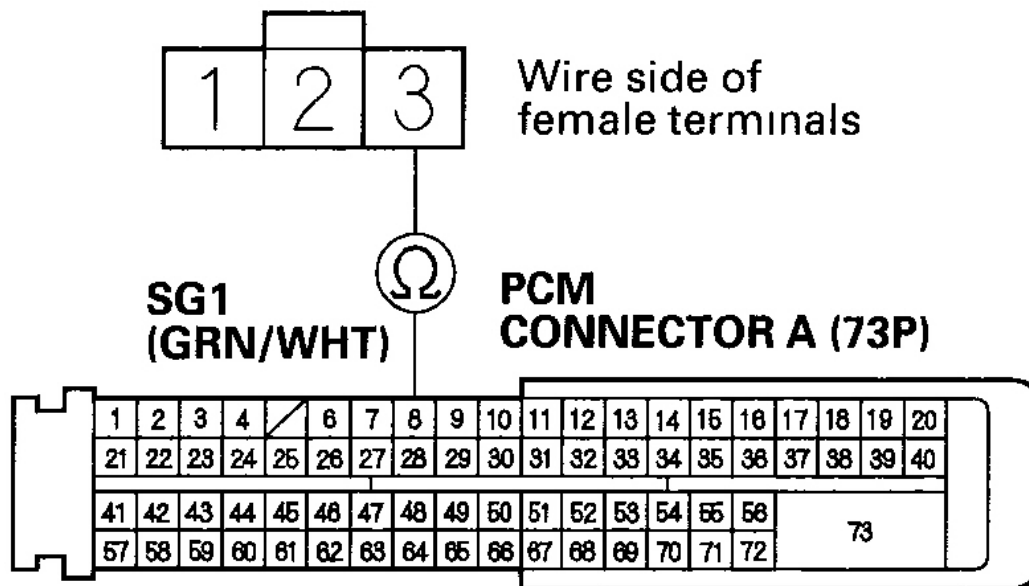 1 2 3
Wire side of
female terminals
Ω
SG1
(GRN/WHT)
PCM
CONNECTOR A (73P)
1 2 3 4 6 7 8 9 10 11 12 13 14 15 16 17 18 19 20
21 22 23 24 25 26 27 28 29 30 31 32 33 34 35 36 37 38 39 40
41 42 43 44 45 46 47 48 49 50 51 52 53 54 55 56
73
57 58 59 60 61 62 63 64 65 66 67 68 69 70 71 72